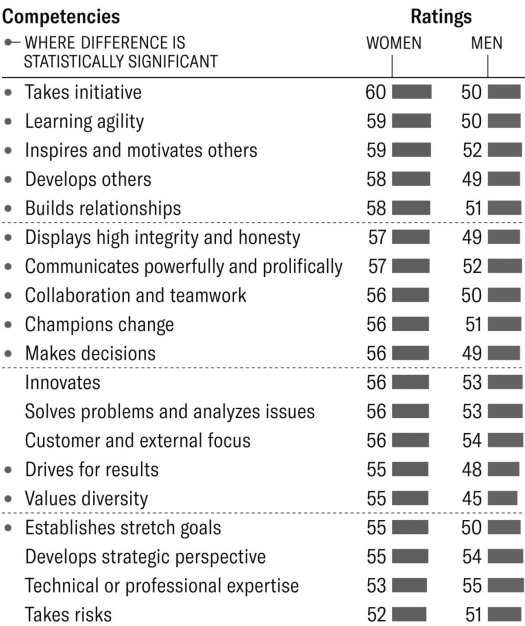 Competencies Ratings
WHERE DIFFERENCE IS
STATISTICALLY SIGNIFICANT
WOMEN MEN
Takes initiative 60 50
Learning agility 59 50
Inspires and motivates others 59 52
Develops others 58 49
Builds relationships 58 51
Displays high integrity and honesty 57 49
Communicates powerfully and prolifically 57 52
Collaboration and teamwork 56 50
Champions change 56 51
Makes decisions 56 49
Innovates 56 53
Solves problems and analyzes issues 56 53
Customer and external focus 56 54
Drives for results 55 48
Values diversity 55 45
Establishes stretch goals 55 50
Develops strategic perspective 55 54
Technical or professional expertise 53 55
Takes risks 52 51